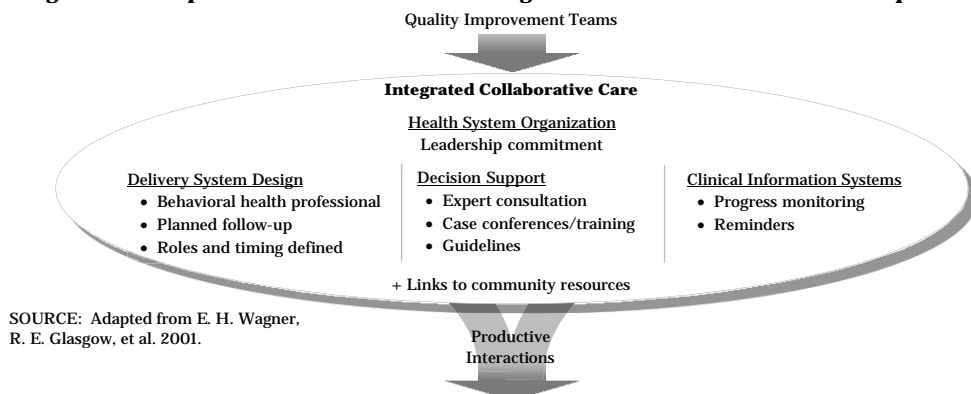 Quality Improvement Teams
Integrated Collaborative Care
Health System Organization
Leadership commitment
Delivery System Design
• Behavioral health professional
• Planned follow-up
• Roles and timing defined
Decision Support
• Expert consultation
• Case conferences/training
• Guidelines
Clinical Information Systems
• Progress monitoring
• Reminders
+ Links to community resources
SOURCE: Adapted from E. H. Wagner,
R. E. Glasgow, et al. 2001.
Productive
Interactions